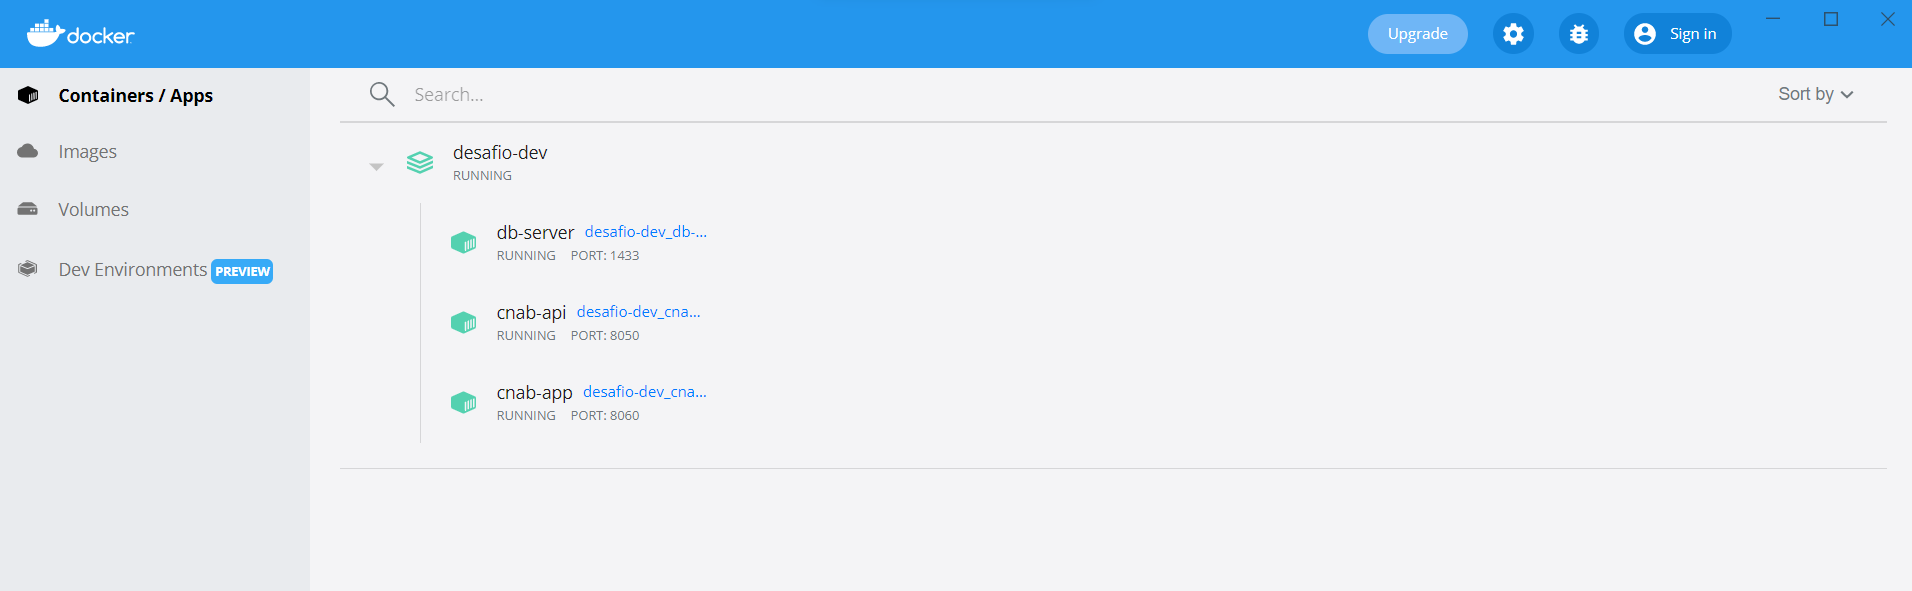 docker
Upgrade
Sign in
Containers / Apps
Images
Volumes
Dev Environments PREVIEW
Search...
Sort by
desafio-dev
RUNNING
db-server desafio-dev_db-...
RUNNING PORT: 1433
cnab-api desafio-dev_cna...
RUNNING PORT: 8050
cnab-app desafio-dev_cna...
RUNNING PORT: 8060